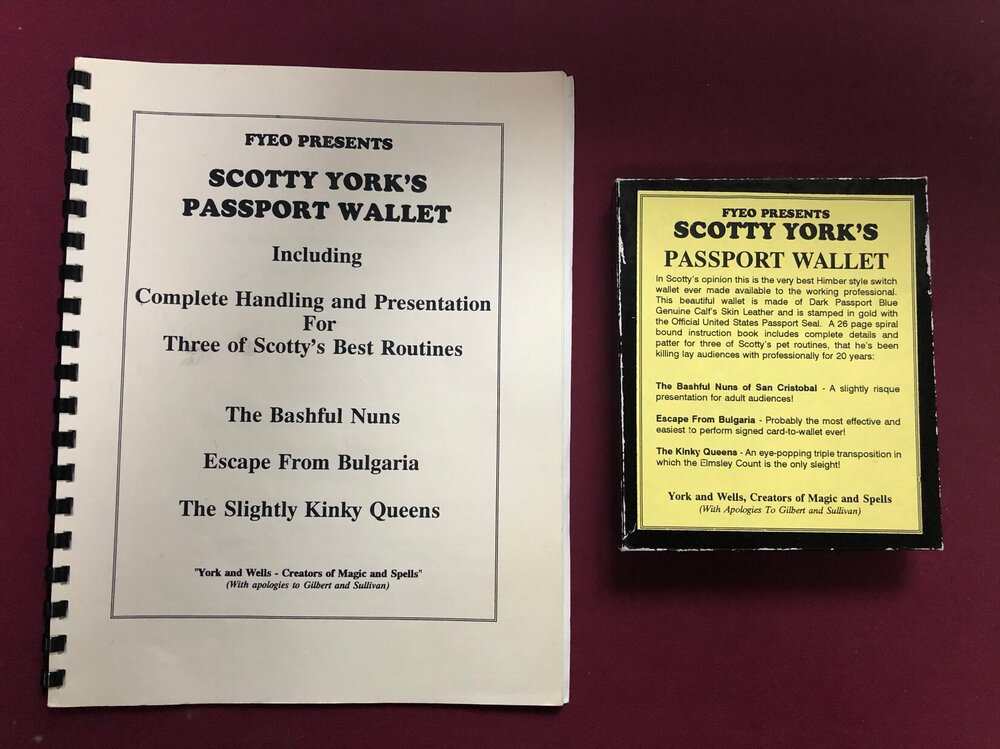 FYEO PRESENTS
SCOTTY YORK'S
PASSPORT WALLET
Including
Complete Handling and Presentation
For
Three of Scotty's Best Routines
The Bashful Nuns
Escape From Bulgaria
The Slightly Kinky Queens
"York and Wells - Creators of Magic and Spells"
(With apologies to Gilbert and Sullivan)
FYEO PRESENTS
SCOTTY YORK'S
PASSPORT WALLET
In Scotty's opinion this is the very best Himber style switch
wallet ever made available to the working professional.
This beautiful wallet is made of Dark Passport Blue
Genuine Calf's Skin Leather and is stamped in gold with
the Official United States Passport Seal. A 26 page spiral
bound instruction book includes complete details and
patter for three of Scotty's pet routines, that he's been
killing lay audiences with professionally for 20 years:
The Bashful Nuns of San Cristobal - A slightly risque
presentation for adult audiences!
Escape From Bulgaria - Probably the most effective and
easiest to perform signed card-to-wallet ever!
The Kinky Queens - An eye-popping triple transposition in
which the Elmsley Count is the only sleight!
York and Wells, Creators of Magic and Spells
(With Apologies To Gilbert and Sullivan)